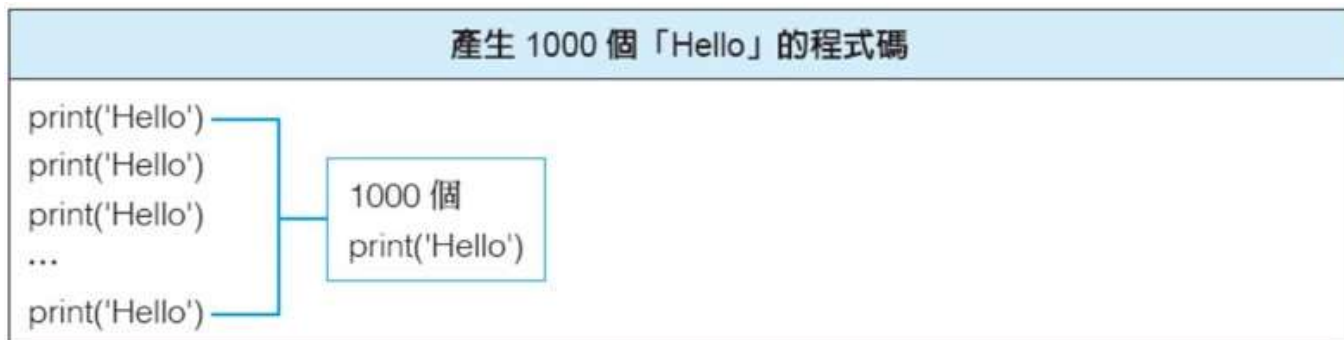 產生 1000 個「Hello」的程式碼
print('Hello')
print('Hello')
print('Hello')
...
print('Hello')
1000 個
print('Hello')